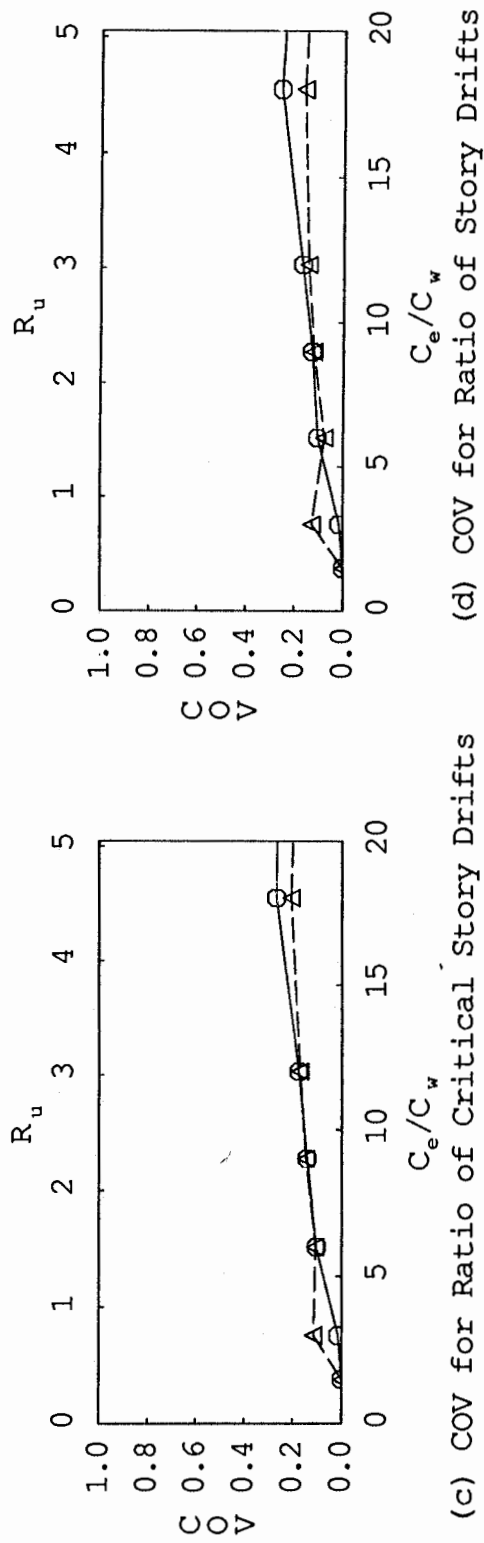 R_u
0 1 2 3 4 5
1.0
0.8
0.6
0.4
0.2
0.0
C
O
V
0 5 10 15 20
C_e/C_w
(c) COV for Ratio of Critical Story Drifts
R_u
0 1 2 3 4 5
1.0
0.8
0.6
0.4
0.2
0.0
C
O
V
0 5 10 15 20
C_e/C_w
(d) COV for Ratio of Story Drifts